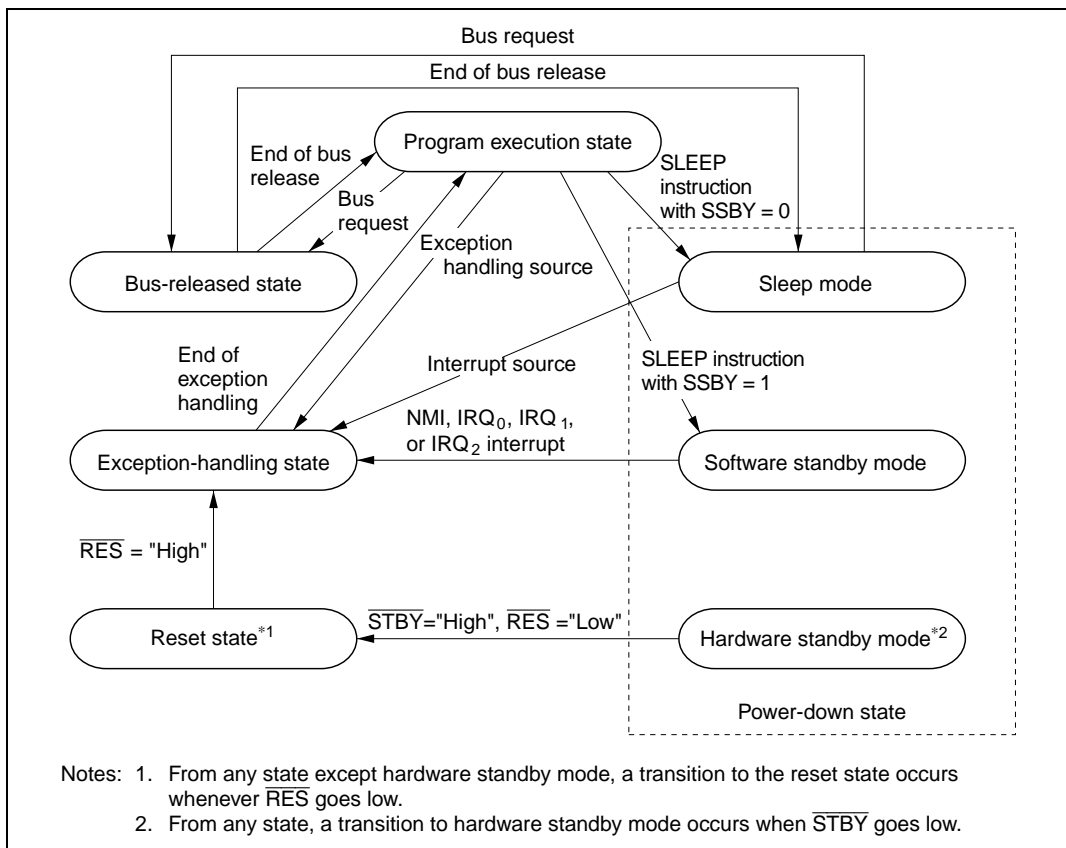 Bus request
End of bus release
Program execution state
End of bus
release
SLEEP
instruction
with SSBY = 0
Bus
request
Exception
handling source
Bus-released state
Sleep mode
End of
exception
handling
Interrupt source
SLEEP instruction
with SSBY = 1
NMI, IRQ₀, IRQ₁,
or IRQ₂ interrupt
Exception-handling state
Software standby mode
R̅E̅S̅ = "High"
S̅T̅B̅Y̅="High", R̅E̅S̅ ="Low"
Reset state*1
Hardware standby mode*2
Power-down state
Notes: 1. From any state except hardware standby mode, a transition to the reset state occurs
whenever R̅E̅S̅ goes low.
2. From any state, a transition to hardware standby mode occurs when S̅T̅B̅Y̅ goes low.